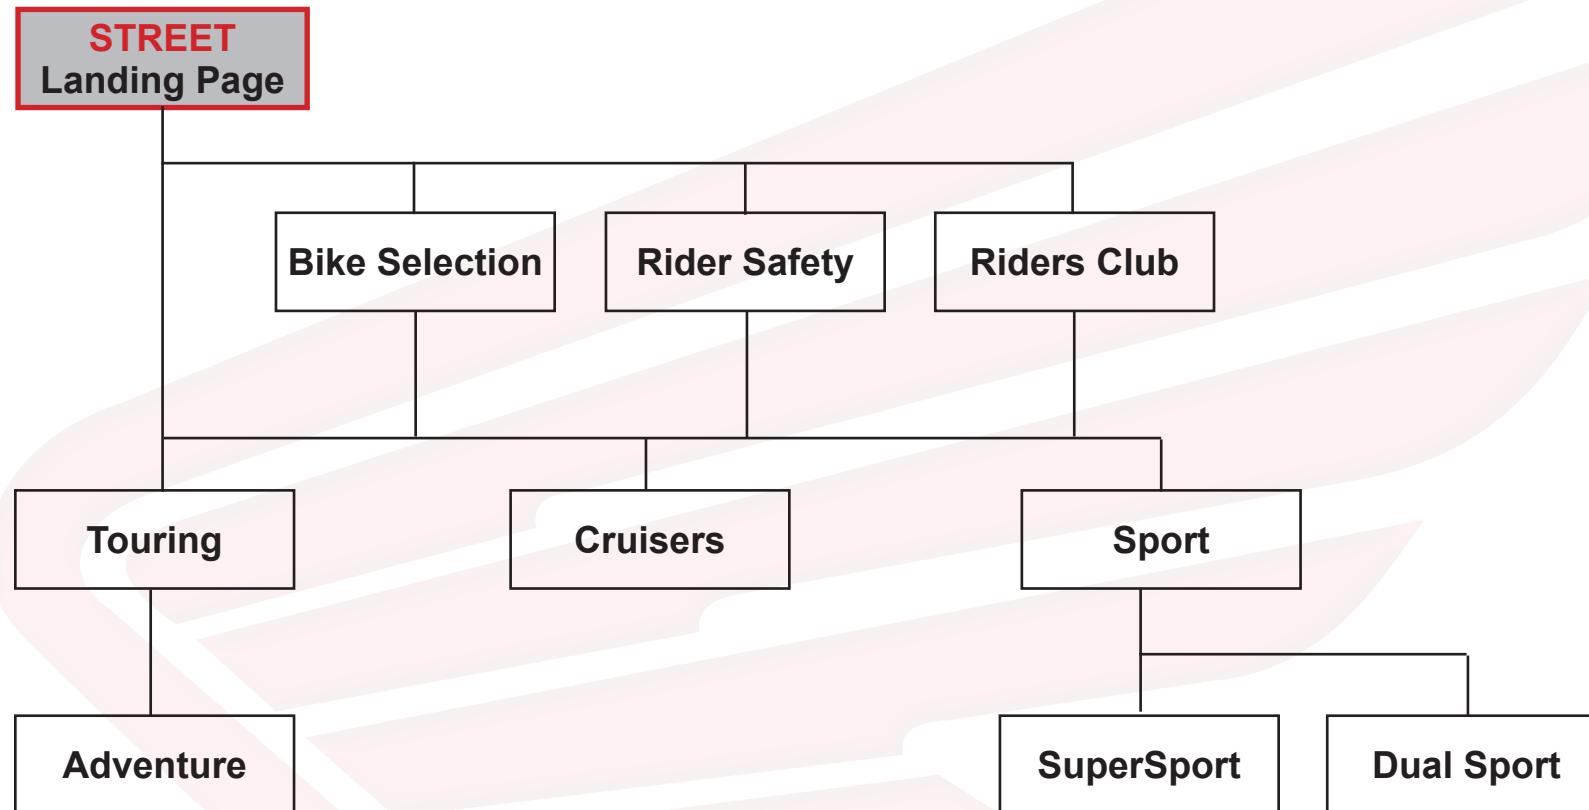 STREET
Landing Page
Bike Selection
Rider Safety
Riders Club
Touring
Cruisers
Sport
Adventure
SuperSport
Dual Sport